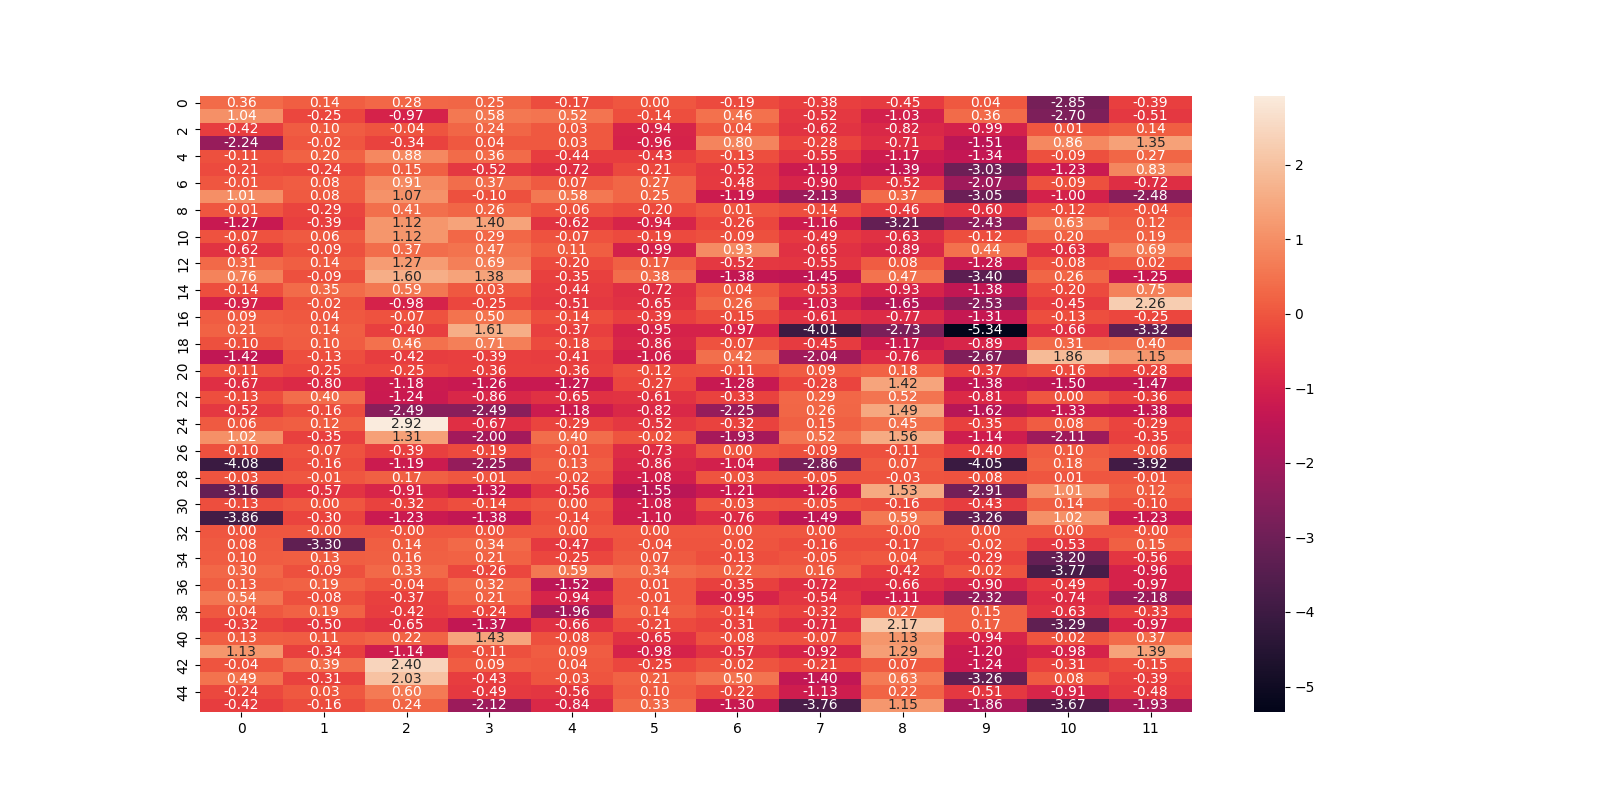 0 0.36 0.14 0.28 0.25 -0.17 0.00 -0.19 -0.38 -0.45 0.04 -2.85 -0.39
1.04 -0.25 -0.97 0.58 0.52 -0.14 0.46 -0.52 -1.03 0.36 -2.70 -0.51
2 -0.42 0.10 -0.04 0.24 0.03 -0.94 0.04 -0.62 -0.82 -0.99 0.01 0.14
-2.24 -0.02 -0.34 0.04 0.03 -0.96 0.80 -0.28 -0.71 -1.51 0.86 1.35
4 -0.11 0.20 0.88 0.36 -0.44 -0.43 -0.13 -0.55 -1.17 -1.34 -0.09 0.27
-0.21 -0.24 0.15 -0.52 -0.72 -0.21 -0.52 -1.19 -1.39 -3.03 -1.23 0.83
6 -0.01 0.08 0.91 0.37 0.07 0.27 -0.48 -0.90 -0.52 -2.07 -0.09 -0.72
1.01 0.08 1.07 -0.10 0.58 0.25 -1.19 -2.13 0.37 -3.05 -1.00 -2.48
8 -0.01 -0.29 0.41 0.26 -0.06 -0.20 0.01 -0.14 -0.46 -0.60 -0.12 -0.04
-1.27 -0.39 1.12 1.40 -0.62 -0.94 -0.26 -1.16 -3.21 -2.43 0.63 0.12
10 -0.07 0.06 1.12 0.29 -0.07 -0.19 -0.09 -0.49 -0.63 -0.12 0.20 0.19
-0.62 -0.09 0.37 0.47 0.11 -0.99 0.93 -0.65 -0.89 0.44 -0.63 0.69
12 0.31 0.14 1.27 0.69 -0.20 0.17 -0.52 -0.55 0.08 -1.28 -0.08 0.02
0.76 -0.09 1.60 1.38 -0.35 0.38 -1.38 -1.45 0.47 -3.40 0.26 -1.25
14 -0.14 0.35 0.59 0.03 -0.44 -0.72 0.04 -0.53 -0.93 -1.38 -0.20 0.75
-0.97 -0.02 -0.98 -0.25 -0.51 -0.65 0.26 -1.03 -1.65 -2.53 -0.45 2.26
16 0.09 0.04 -0.07 0.50 -0.14 -0.39 -0.15 -0.61 -0.77 -1.31 -0.13 -0.25
0.21 0.14 -0.40 1.61 -0.37 -0.95 -0.97 -4.01 -2.73 -5.34 -0.66 -3.32
18 -0.10 0.10 0.46 0.71 -0.18 -0.86 -0.07 -0.45 -1.17 -0.89 0.31 0.40
-1.42 -0.13 -0.42 -0.39 -0.41 -1.06 0.42 -2.04 -0.76 -2.67 1.86 1.15
20 -0.11 -0.25 -0.25 -0.36 -0.36 -0.12 -0.11 0.09 0.18 -0.37 -0.16 -0.28
-0.67 -0.80 -1.18 -1.26 -1.27 -0.27 -1.28 -0.28 1.42 -1.38 -1.50 -1.47
22 -0.13 0.40 -1.24 -0.86 -0.65 -0.61 -0.33 0.29 0.52 -0.81 0.00 -0.36
-0.52 -0.16 -2.49 -2.49 -1.18 -0.82 -2.25 0.26 1.49 -1.62 -1.33 -1.38
24 0.06 0.12 2.92 -0.67 -0.29 -0.52 -0.32 0.15 0.45 -0.35 0.08 -0.29
1.02 -0.35 1.31 -2.00 0.40 -0.02 -1.93 0.52 1.56 -1.14 -2.11 -0.35
26 -0.10 -0.07 -0.39 -0.19 -0.01 -0.73 0.00 -0.09 -0.11 -0.40 0.10 -0.06
-4.08 -0.16 -1.19 -2.25 0.13 -0.86 -1.04 -2.86 0.07 -4.05 0.18 -3.92
28 -0.03 -0.01 0.17 -0.01 -0.02 -1.08 -0.03 -0.05 -0.03 -0.08 0.01 -0.01
-3.16 -0.57 -0.91 -1.32 -0.56 -1.55 -1.21 -1.26 1.53 -2.91 1.01 0.12
30 -0.13 0.00 -0.32 -0.14 0.00 -1.08 -0.03 -0.05 -0.16 -0.43 0.14 -0.10
-3.86 -0.30 -1.23 -1.38 -0.14 -1.10 -0.76 -1.49 0.59 -3.26 1.02 -1.23
32 0.00 -0.00 -0.00 -0.00 0.00 0.00 0.00 -0.00 -0.00 0.00 0.00 -0.00
0.08 -3.30 0.14 0.34 -0.47 -0.04 -0.02 -0.16 -0.17 -0.02 -0.53 0.15
34 0.10 0.13 0.16 0.21 -0.25 0.07 -0.13 -0.05 0.04 -0.29 -3.20 -0.56
0.30 -0.09 0.33 -0.26 0.59 0.34 0.22 0.16 -0.42 -0.02 -3.77 -0.96
36 0.13 0.19 -0.04 0.32 -1.52 0.01 -0.35 -0.72 -0.66 -0.90 -0.49 -0.97
0.54 -0.08 -0.37 0.21 -0.94 -0.01 -0.95 -0.54 -1.11 -2.32 -0.74 -2.18
38 0.04 0.19 -0.42 -0.24 -1.96 0.14 -0.14 -0.32 0.27 0.15 -0.63 -0.33
-0.32 -0.50 -0.65 -1.37 -0.66 -0.21 -0.31 -0.71 2.17 0.17 -3.29 -0.97
40 0.13 0.11 0.22 1.43 -0.08 -0.65 -0.08 -0.07 1.13 -0.94 -0.02 0.37
1.13 -0.34 -1.14 -0.11 0.09 -0.98 -0.57 -0.92 1.29 -1.20 -0.98 1.39
42 -0.04 0.39 2.40 0.09 0.04 -0.25 -0.02 -0.21 0.07 -1.24 -0.31 -0.15
0.49 -0.31 2.03 -0.43 -0.03 0.21 0.50 -1.40 0.63 -3.26 0.08 -0.39
44 -0.24 0.03 0.60 -0.49 -0.56 0.10 -0.22 -1.13 0.22 -0.51 -0.91 -0.48
-0.42 -0.16 0.24 -2.12 -0.84 0.33 -1.30 -3.76 1.15 -1.86 -3.67 -1.93
0 1 2 3 4 5 6 7 8 9 10 11
2
1
0
−1
−2
−3
−4
−5